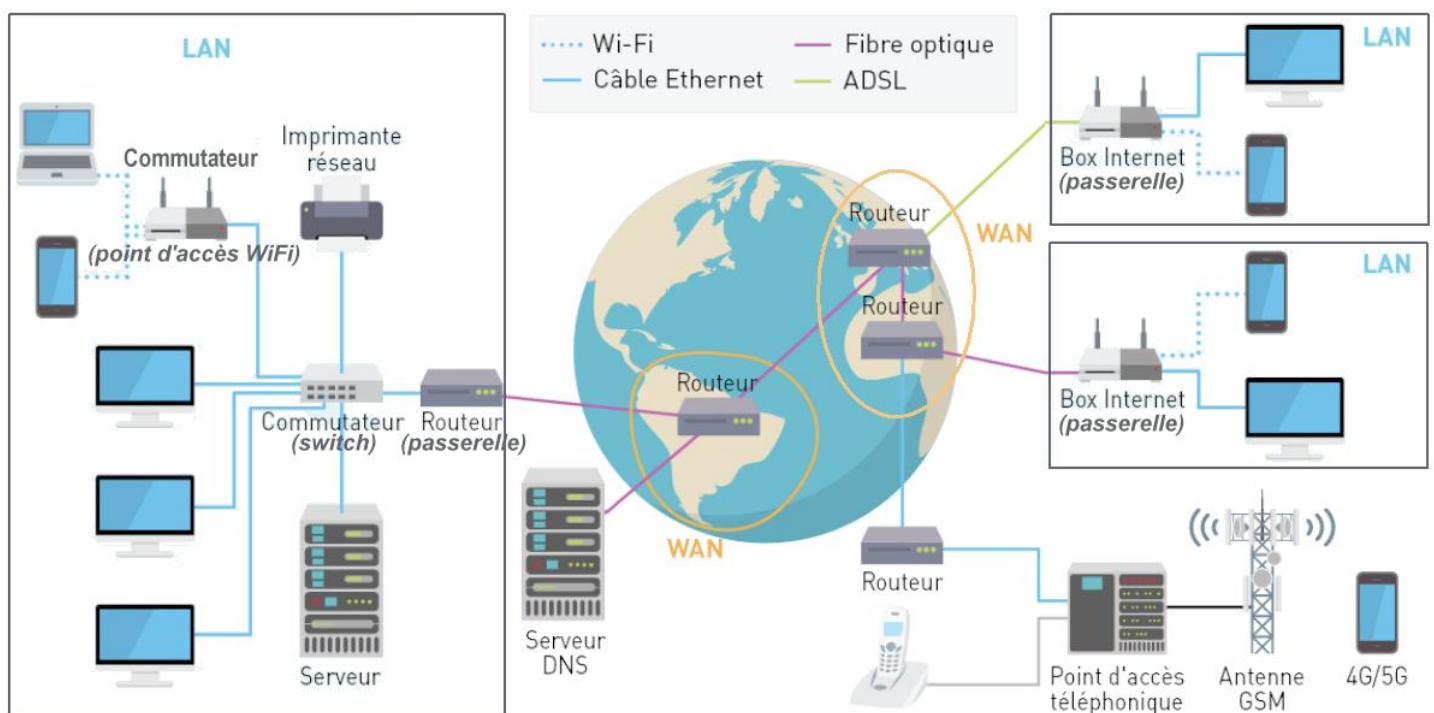 LAN
Commutateur
(point d'accès WiFi)
Imprimante
réseau
Commutateur
(switch)
Routeur
(passerelle)
Serveur
Wi-Fi
Câble Ethernet
Fibre optique
ADSL
Routeur
WAN
Routeur
Routeur
WAN
Serveur
DNS
Routeur
LAN
Box Internet
(passerelle)
LAN
Box Internet
(passerelle)
Point d'accès
téléphonique
Antenne
GSM
4G/5G